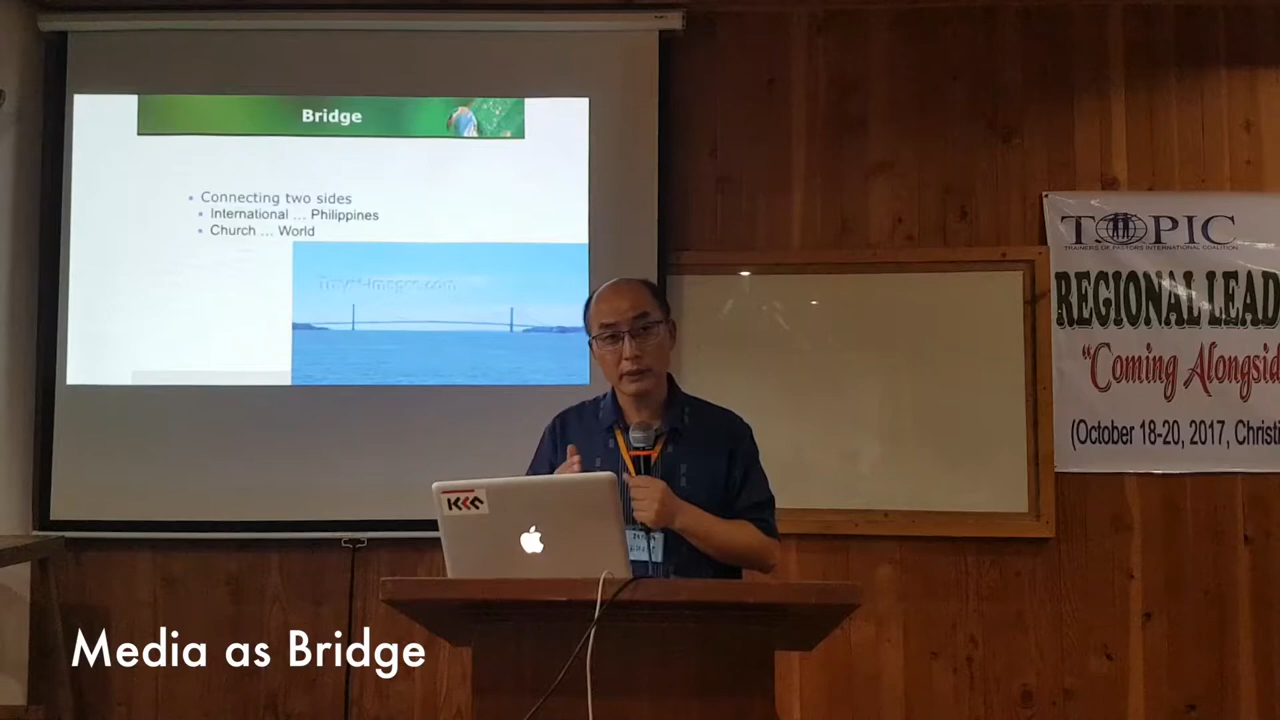 Bridge
Connecting two sides
International ... Philippines
Church ... World
TOPIC
TRAINERS OF PASTORS INTERNATIONAL COALITION
REGIONAL LEAD
"Coming Alongsid
(October 18-20, 2017, Christi
Media as Bridge